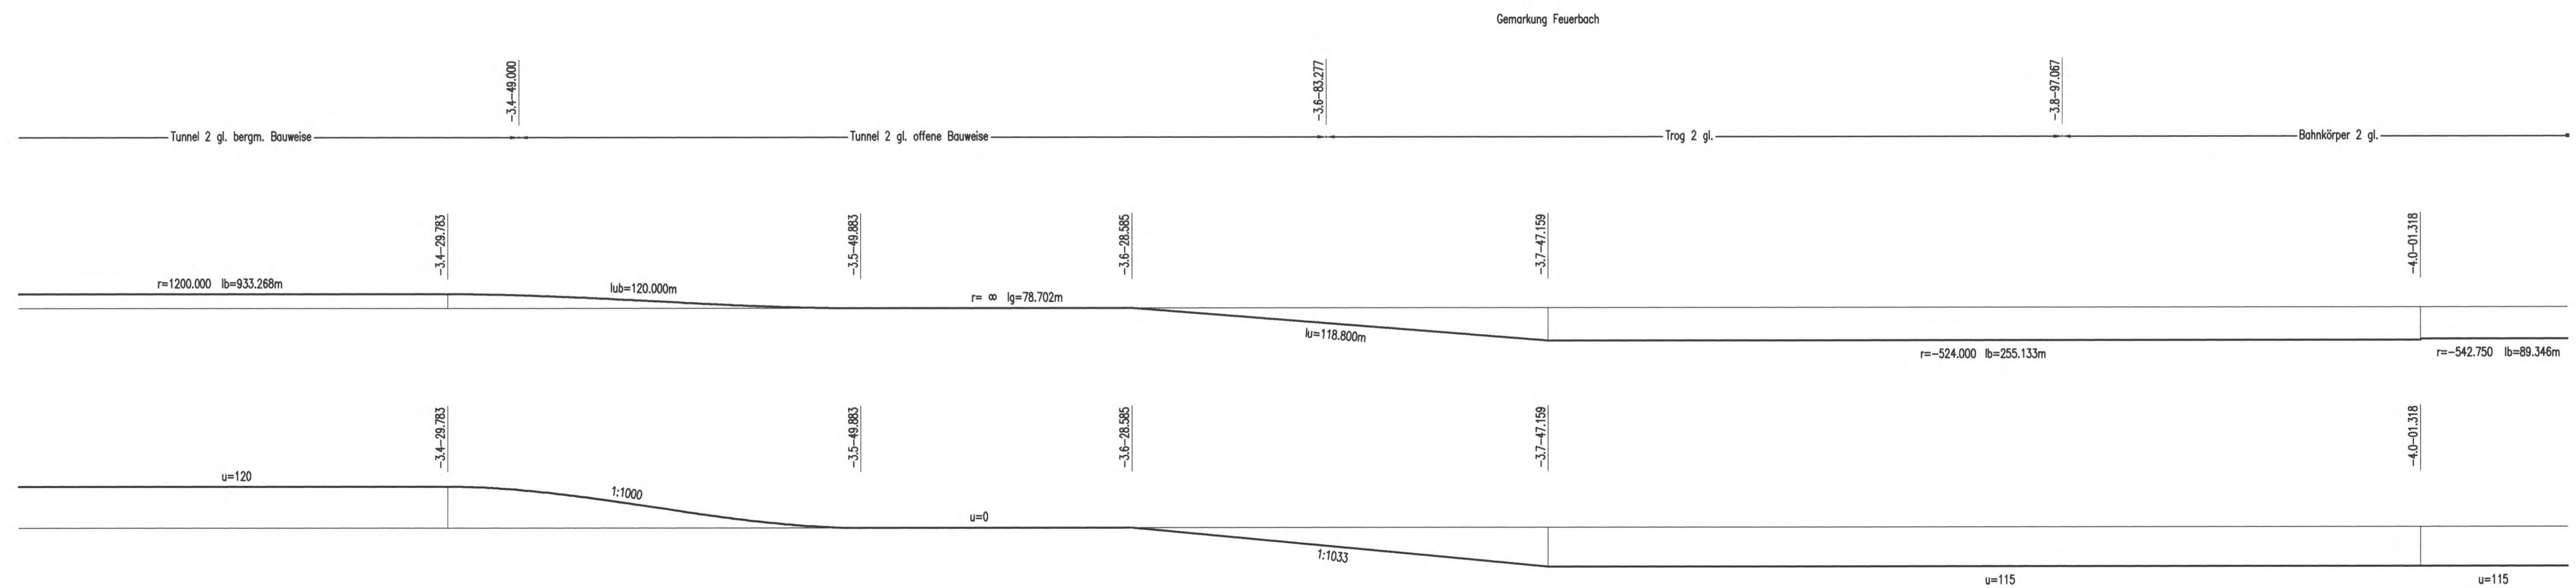 Gemarkung Feuerbach
-3.4-49.000
-3.6-83.277
-3.8-97.067
Tunnel 2 gl. bergm. Bauweise
Tunnel 2 gl. offene Bauweise
Trog 2 gl.
Bahnkörper 2 gl.
-3.4-29.783
-3.5-49.883
-3.6-28.585
-3.7-47.159
-4.0-01.318
r=1200.000 lb=933.268m
lub=120.000m
r= ∞ lg=78.702m
lu=118.800m
r=-524.000 lb=255.133m
r=-542.750 lb=89.346m
-3.4-29.783
-3.5-49.883
-3.6-28.585
-3.7-47.159
-4.0-01.318
u=120
1:1000
u=0
1:1033
u=115
u=115